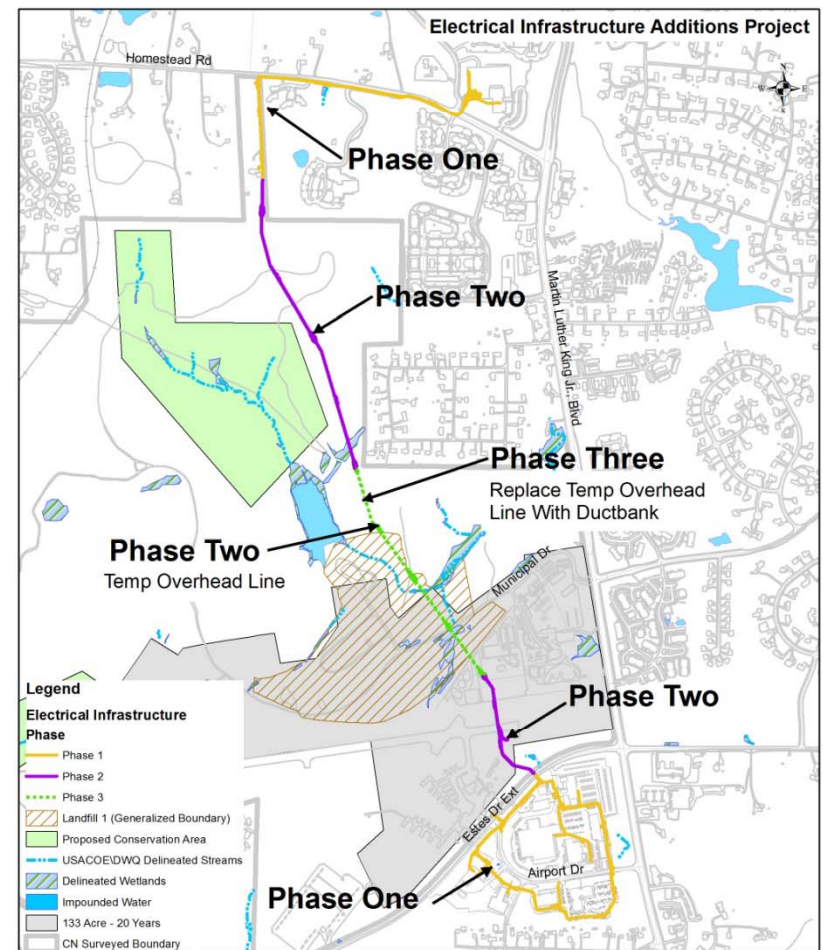 Electrical Infrastructure Additions Project
Homestead Rd
N
W E
S
Phase One
Phase Two
Martin Luther King Jr., Blvd
Phase Three
Replace Temp Overhead
Line With Ductbank
Phase Two
Temp Overhead Line
Municipal Dr
Phase Two
Estes Dr Ext
Airport Dr
Phase One
Legend
Electrical Infrastructure
Phase
Phase 1
Phase 2
Phase 3
Landfill 1 (Generalized Boundary)
Proposed Conservation Area
USACOE\DWQ Delineated Streams
Delineated Wetlands
Impounded Water
133 Acre - 20 Years
CN Surveyed Boundary